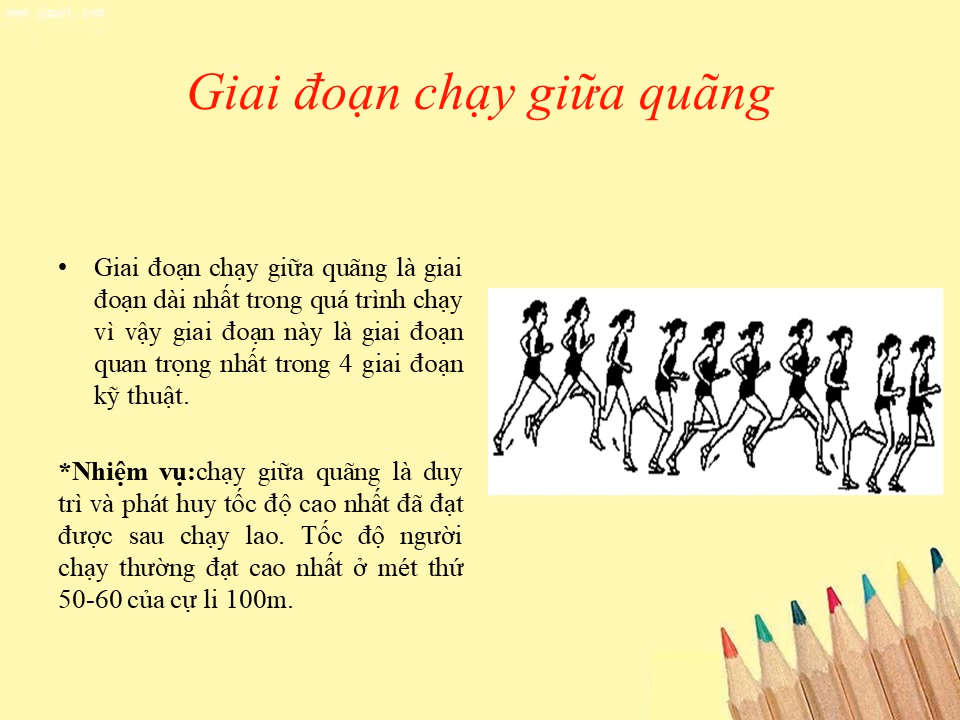 Giai đoạn chạy giữa quãng
• Giai đoạn chạy giữa quãng là giai
đoạn dài nhất trong quá trình chạy
vì vậy giai đoạn này là giai đoạn
quan trọng nhất trong 4 giai đoạn
kỹ thuật.
*Nhiệm vụ:chạy giữa quãng là duy
trì và phát huy tốc độ cao nhất đã đạt
được sau chạy lao. Tốc độ người
chạy thường đạt cao nhất ở mét thứ
50-60 của cự li 100m.